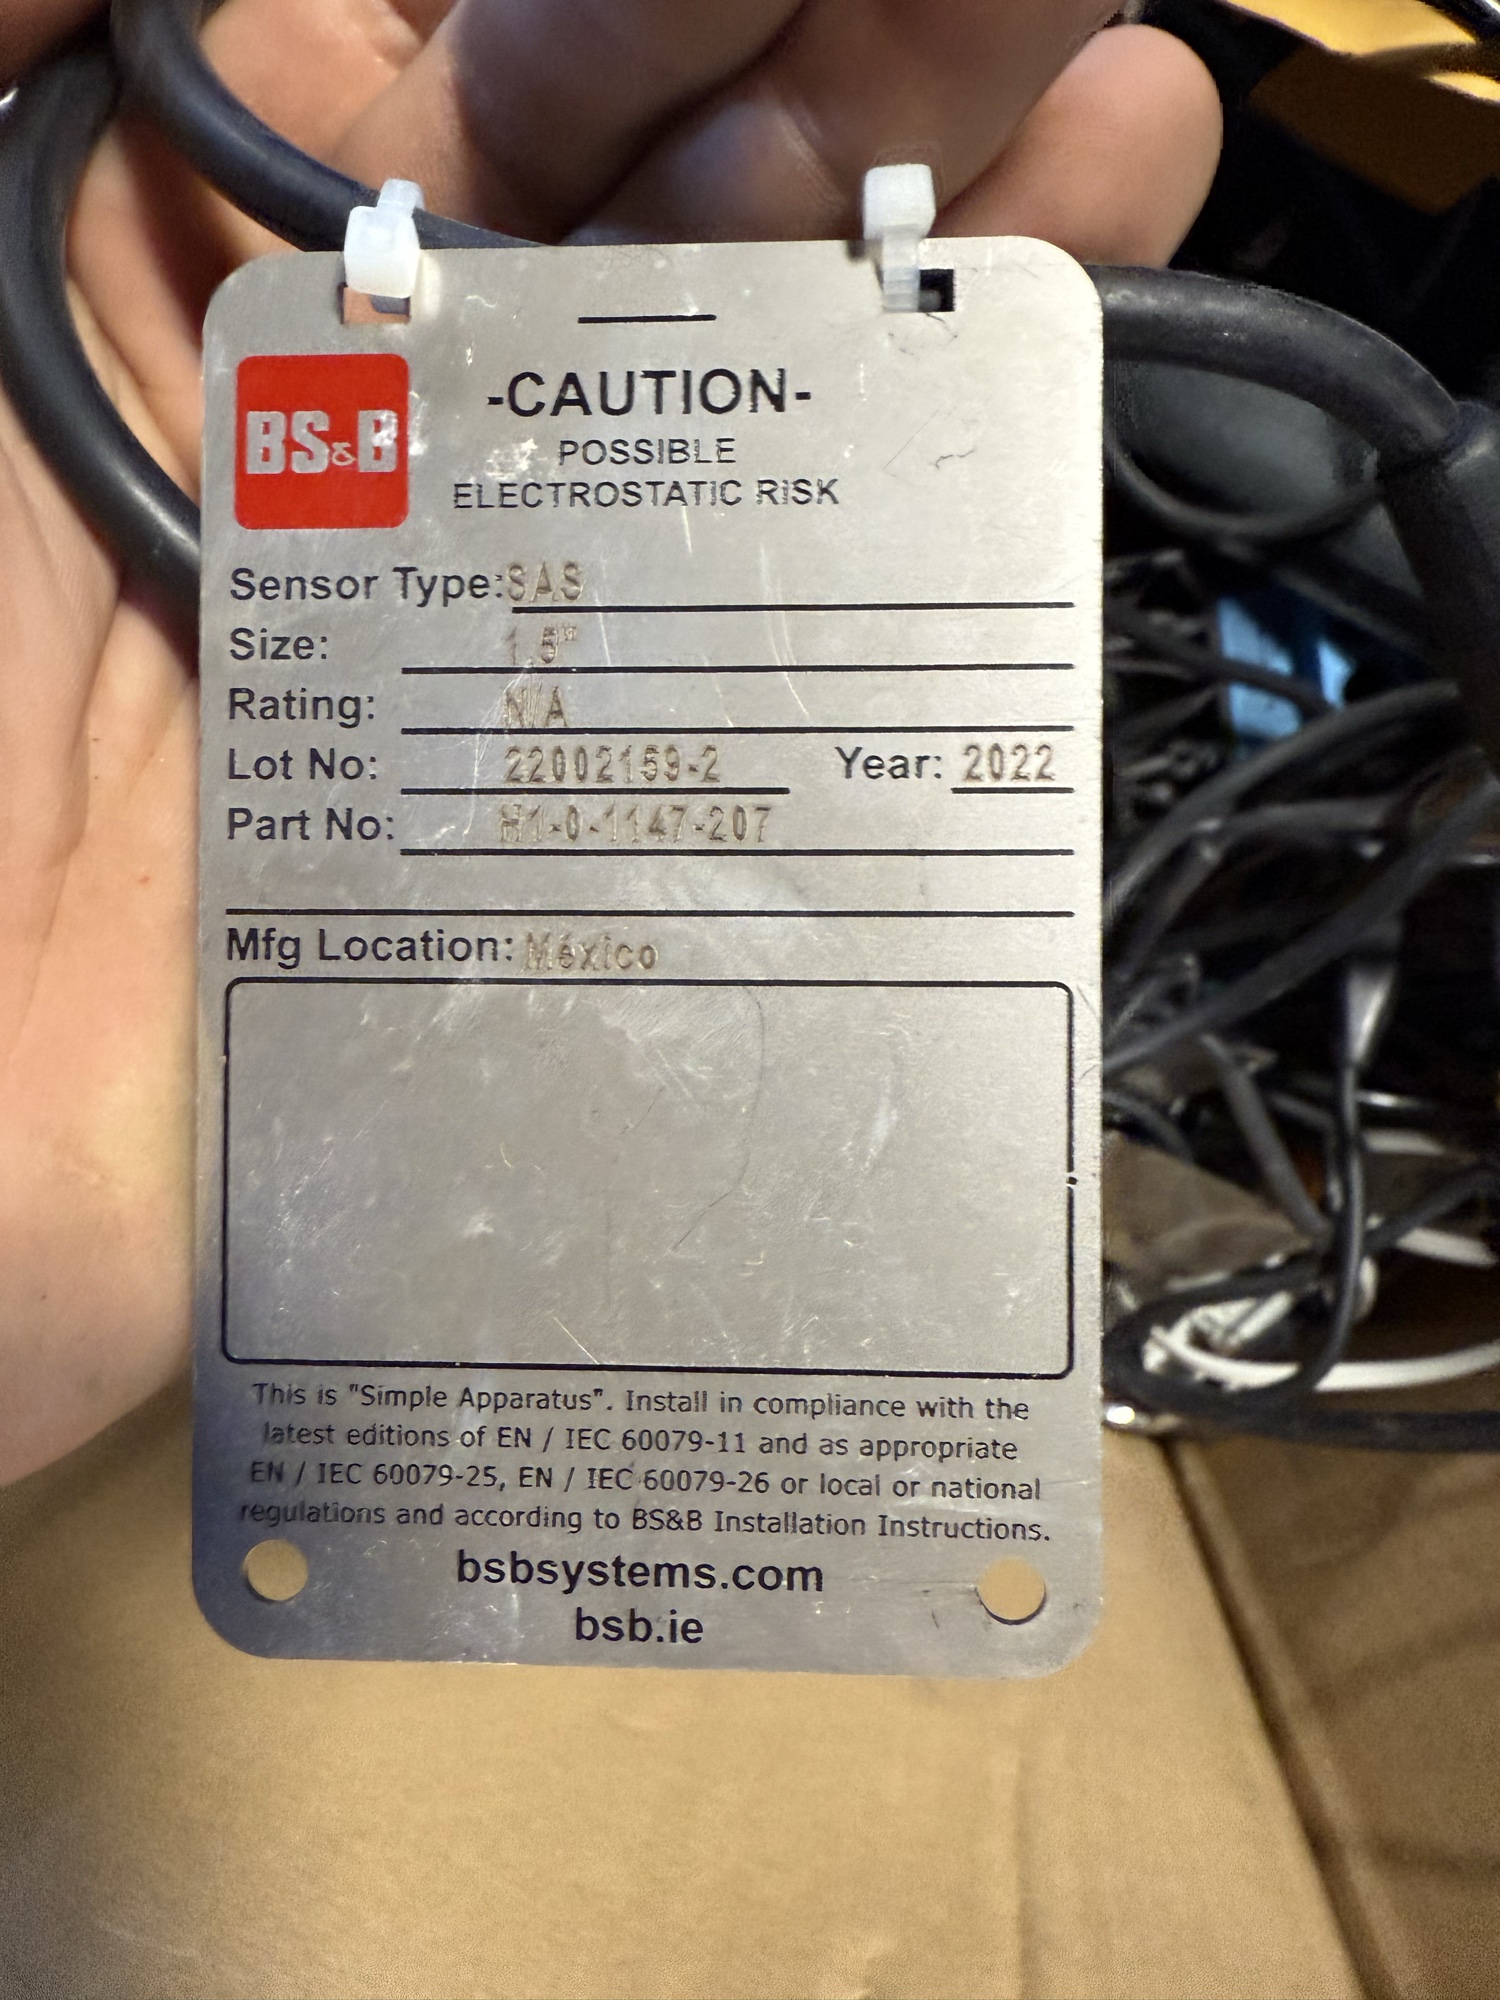 BS&B
-CAUTION-
POSSIBLE
ELECTROSTATIC RISK
Sensor Type: SAS
Size: 1.5"
Rating: N/A
Lot No: 22002159-2 Year: 2022
Part No: H1-0-1147-207
Mfg Location: México
This is "Simple Apparatus". Install in compliance with the
latest editions of EN / IEC 60079-11 and as appropriate
EN / IEC 60079-25, EN / IEC 60079-26 or local or national
regulations and according to BS&B Installation Instructions.
bsbsystems.com
bsb.ie